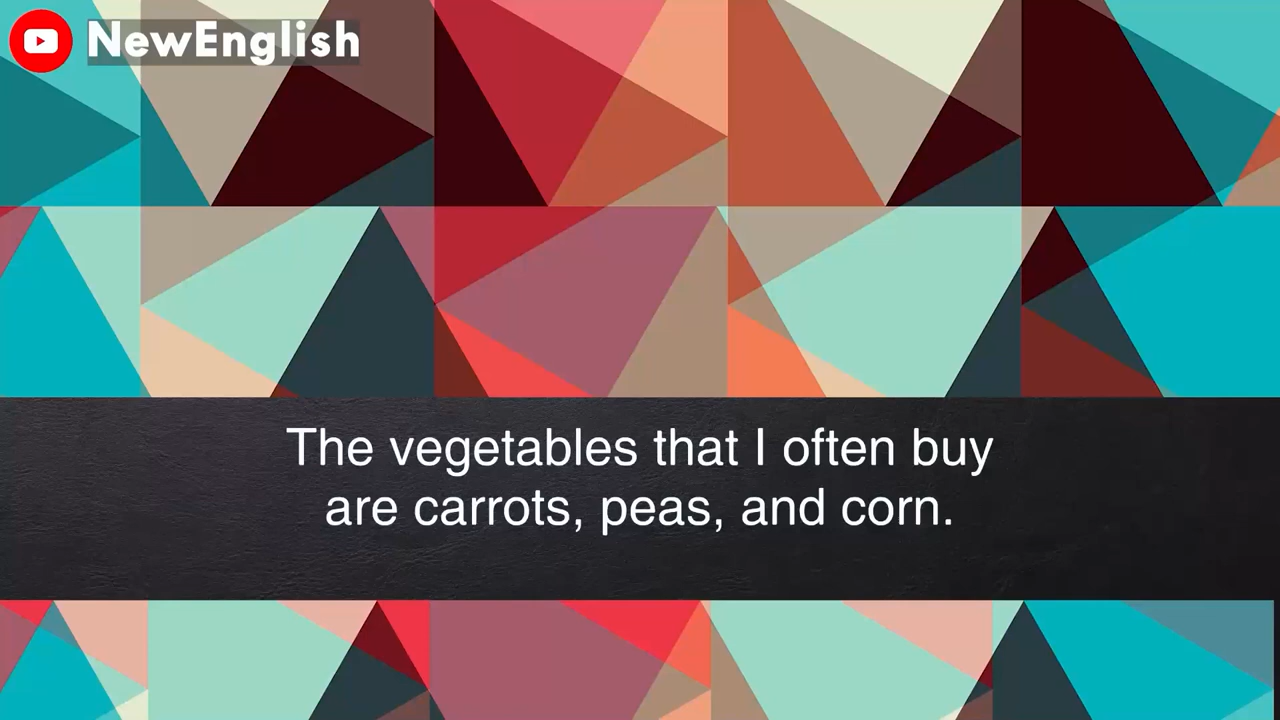 NewEnglish
The vegetables that I often buy
are carrots, peas, and corn.